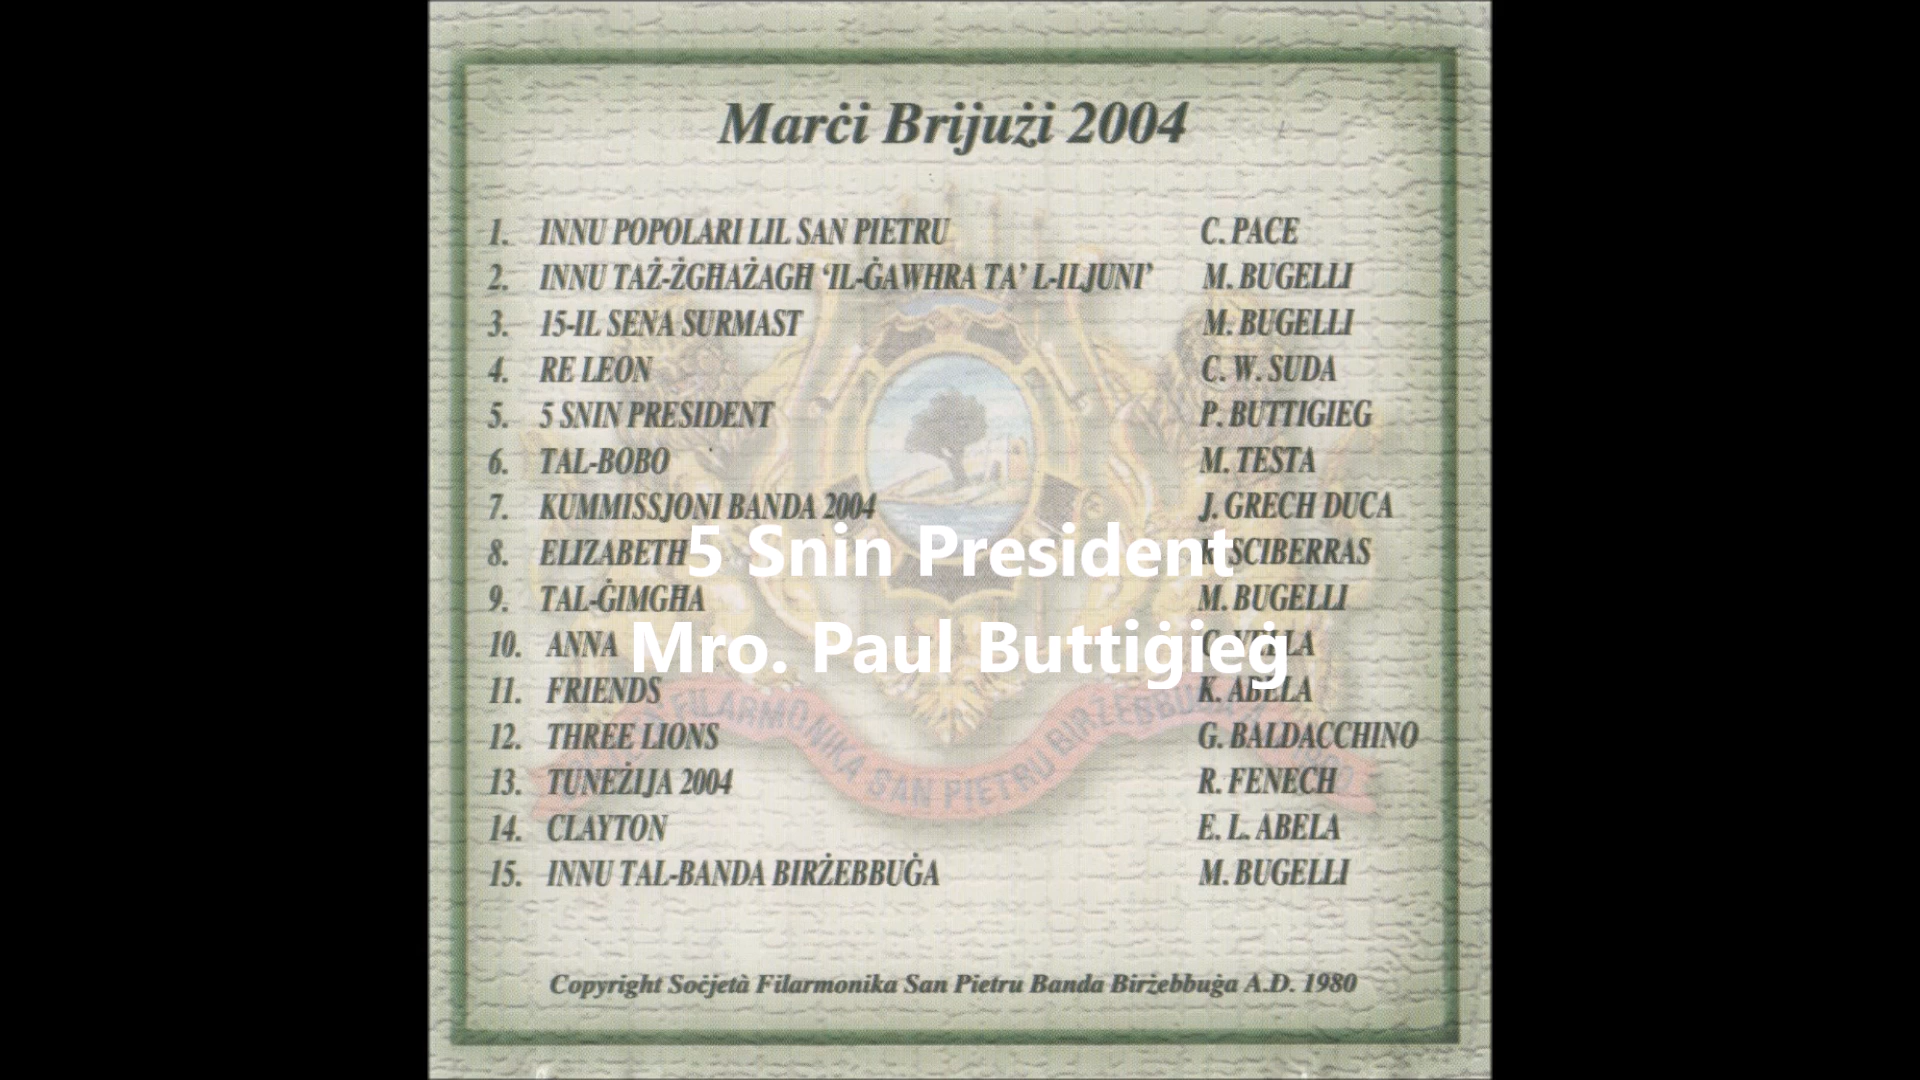 Marċi Brijużi 2004
1. INNU POPOLARI LIL SAN PIETRU C. PACE
2. INNU TAŻ-ŻGĦAŻAGĦ ‘IL-ĠAWHRA TA’ L-ILJUNI’ M. BUGELLI
3. 15-IL SENA SURMAST M. BUGELLI
4. RE LEON C. W. SUDA
5. 5 SNIN PRESIDENT P. BUTTIGIEG
6. TAL-BOBO M. TESTA
7. KUMMISSJONI BANDA 2004 J. GRECH DUCA
8. ELIZABETH SCIBERRAS
5 Snin President
9. TAL-ĠIMGĦA M. BUGELLI
10. ANNA
Mro. Paul Buttiġieġ
11. FRIENDS K. ABELA
FILARMONIKA SAN PIETRU BIRŻEBBUĠA
12. THREE LIONS G. BALDACCHINO
13. TUNEŻIJA 2004 R. FENECH
14. CLAYTON E. L. ABELA
15. INNU TAL-BANDA BIRŻEBBUĠA M. BUGELLI
Copyright Soċjetà Filarmonika San Pietru Banda Birżebbuġa A.D. 1980